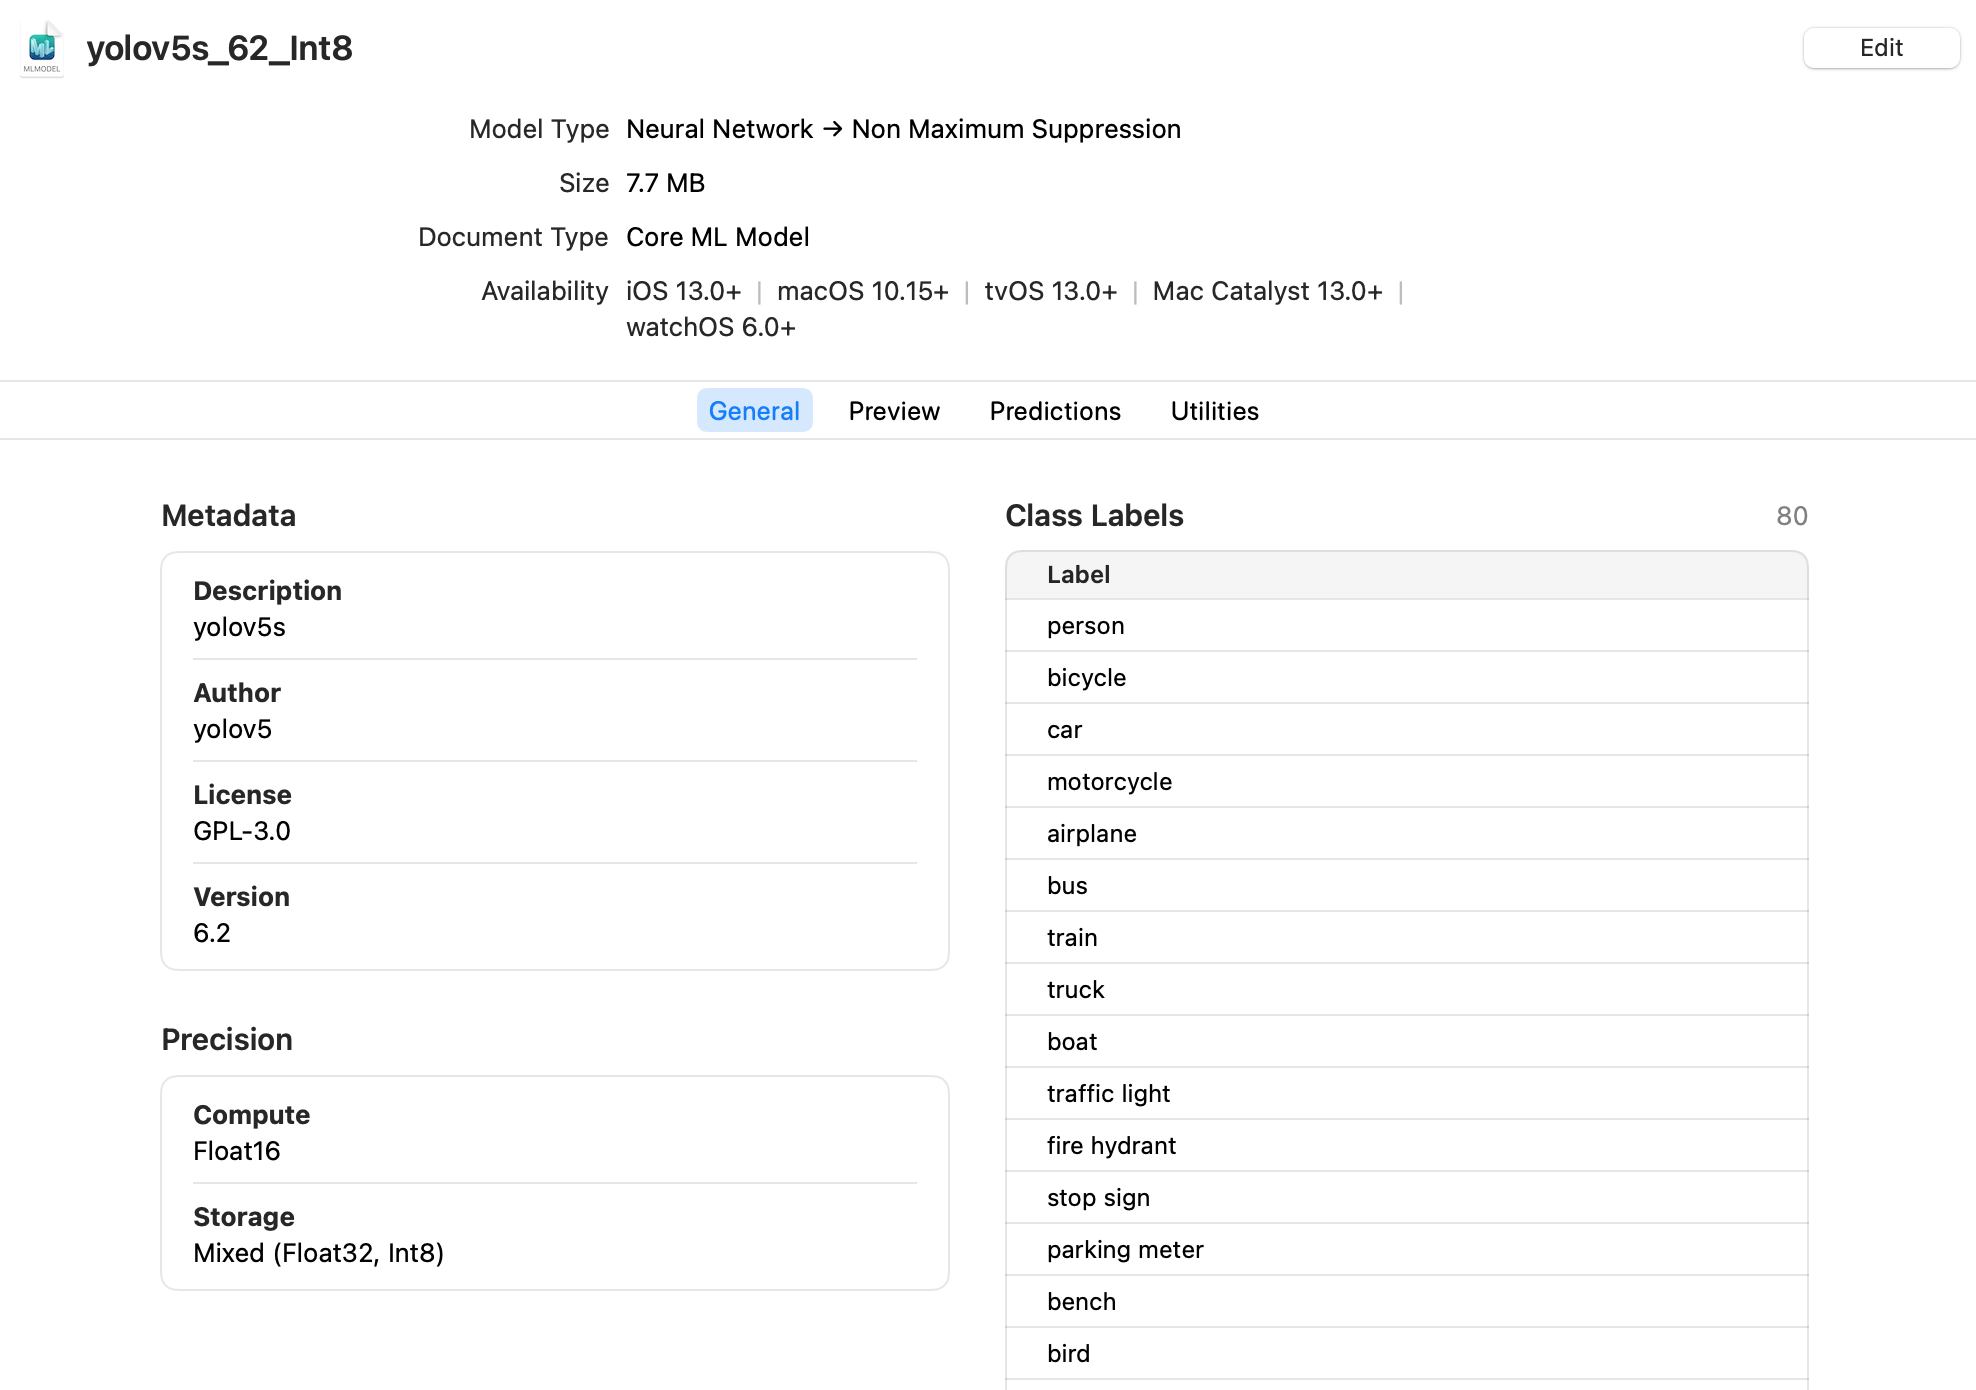 ML
MLMODEL
yolov5s_62_Int8
Edit
Model Type Neural Network → Non Maximum Suppression
Size 7.7 MB
Document Type Core ML Model
Availability iOS 13.0+ | macOS 10.15+ | tvOS 13.0+ | Mac Catalyst 13.0+ |
watchOS 6.0+
General Preview Predictions Utilities
Metadata
Description
yolov5s
Author
yolov5
License
GPL-3.0
Version
6.2
Precision
Compute
Float16
Storage
Mixed (Float32, Int8)
Class Labels 80
Label
person
bicycle
car
motorcycle
airplane
bus
train
truck
boat
traffic light
fire hydrant
stop sign
parking meter
bench
bird